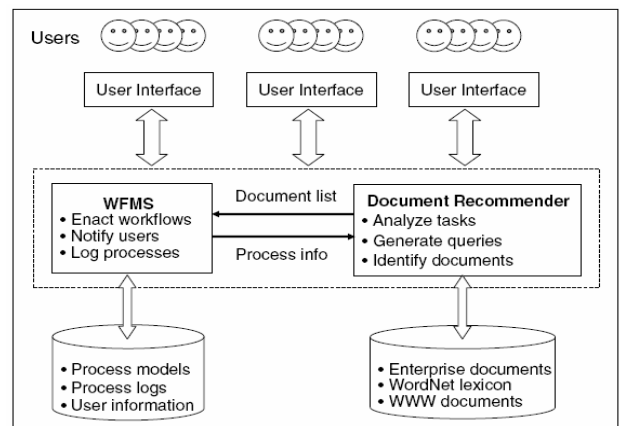 Users
User Interface
User Interface
User Interface
WFMS
• Enact workflows
• Notify users
• Log processes
Document list
Process info
Document Recommender
• Analyze tasks
• Generate queries
• Identify documents
• Process models
• Process logs
• User information
• Enterprise documents
• WordNet lexicon
• WWW documents